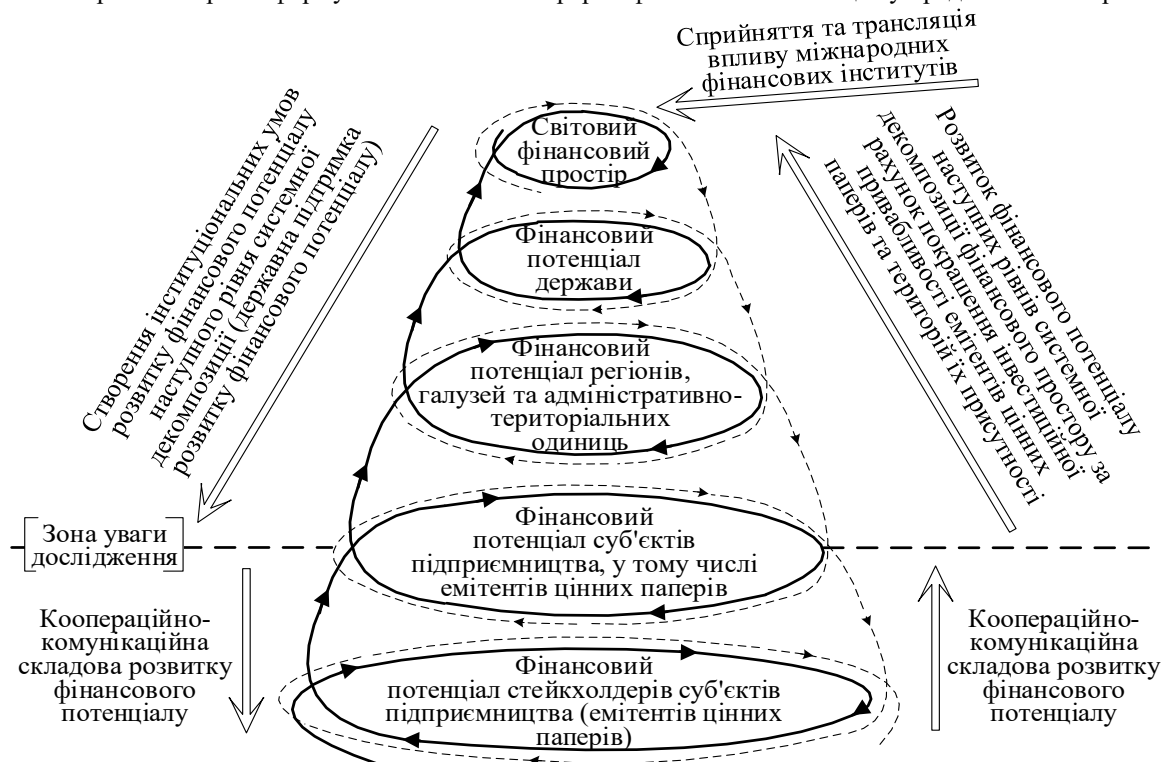 Сприйняття та трансляція
впливу міжнародних
фінансових інститутів
Створення інституціональних умов
розвитку фінансового потенціалу
наступного рівня системної
декомпозиції (державна підтримка
розвитку фінансового потенціалу)
Світовий
фінансовий
простір
Розвиток фінансового потенціалу
наступних рівнів системної
декомпозиції фінансового простору за
рахунок покращення інвестиційної
привабливості емітентів цінних
паперів та територій їх присутності
Фінансовий
потенціал
держави
Фінансовий
потенціал регіонів,
галузей та адміністративно-
територіальних
одиниць
Зона уваги
дослідження
Фінансовий
потенціал суб'єктів
підприємництва, у тому числі
емітентів цінних паперів
Коопераційно-
комунікаційна
складова розвитку
фінансового
потенціалу
Фінансовий
потенціал стейкхолдерів суб'єктів
підприємництва (емітентів цінних
паперів)
Коопераційно-
комунікаційна
складова розвитку
фінансового
потенціалу